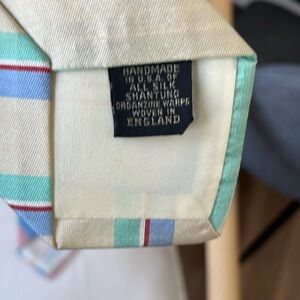 HANDMADE
IN U.S.A. OF
ALL SILK
SHANTUNG
ORGANZINE WARPS
WOVEN IN
ENGLAND